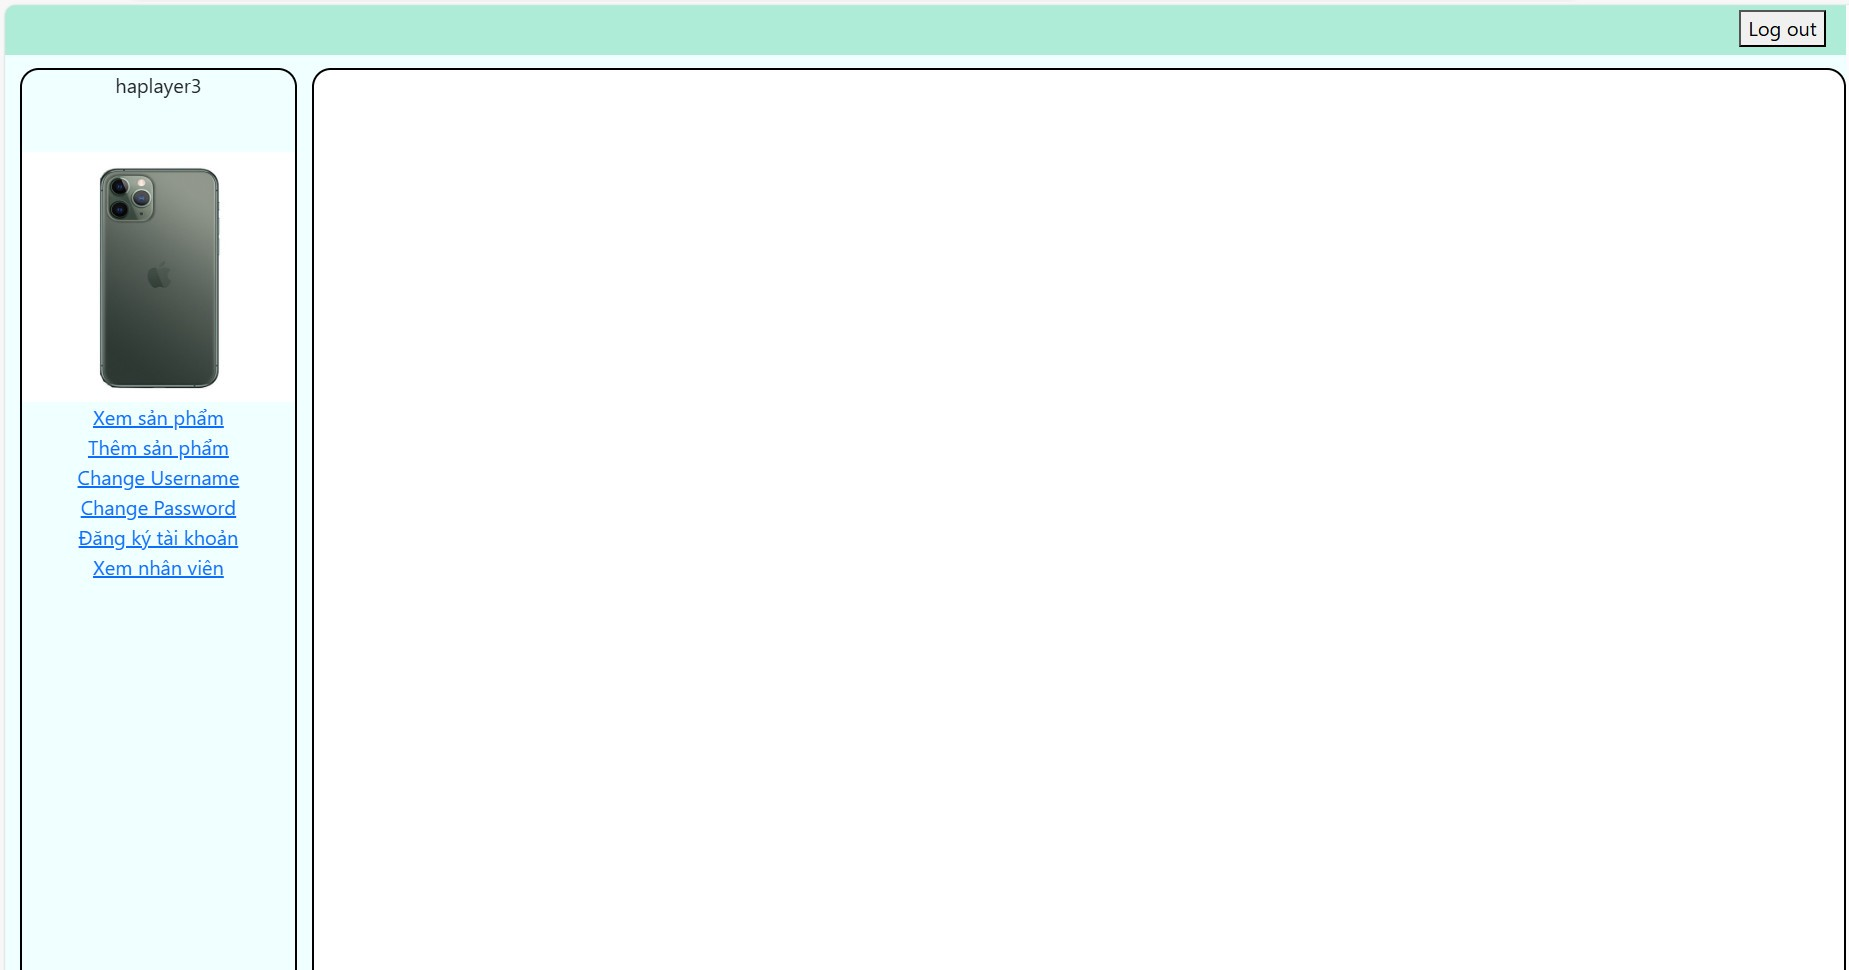 Log out
haplayer3
Xem sản phẩm
Thêm sản phẩm
Change Username
Change Password
Đăng ký tài khoản
Xem nhân viên